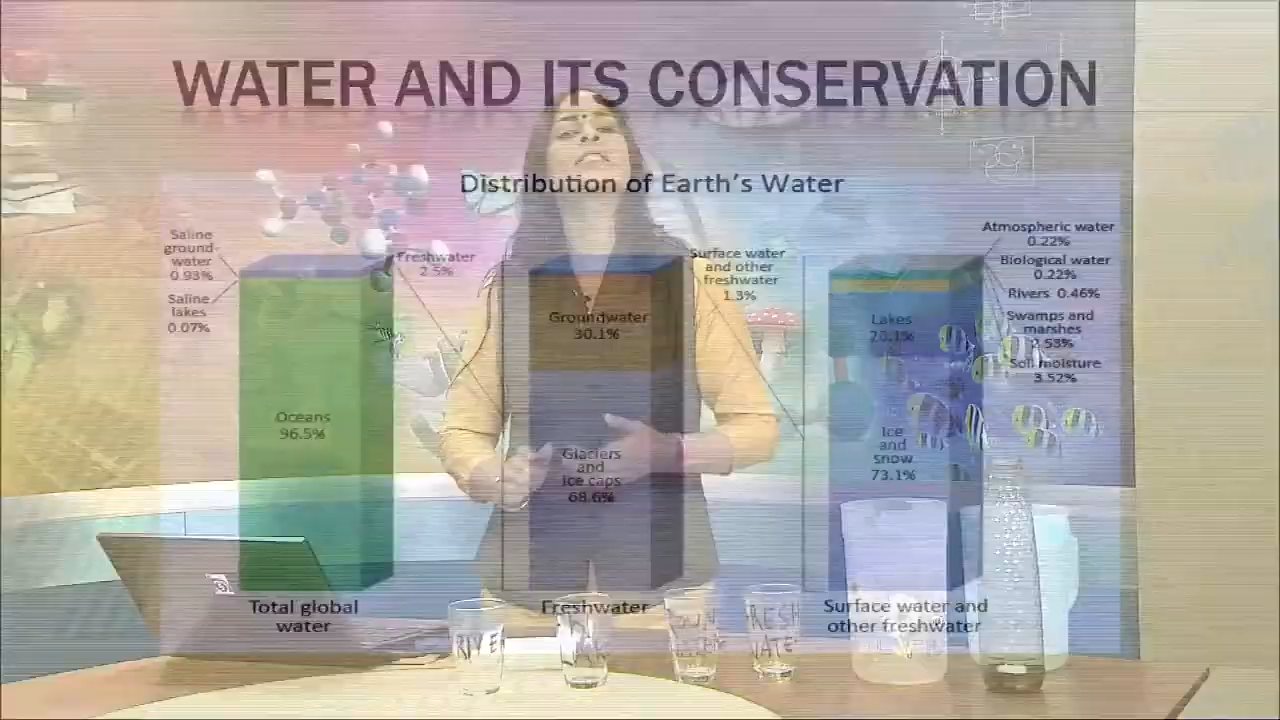 WATER AND ITS CONSERVATION
Distribution of Earth's Water
Saline
ground-
water
0.93%
Saline
lakes
0.07%
Freshwater
2.5%
Oceans
96.5%
Total global
water
Surface water
and other
freshwater
1.3%
Groundwater
30.1%
Glaciers
and
ice caps
68.6%
Freshwater
Atmospheric water
0.22%
Biological water
0.22%
Rivers 0.46%
Swamps and
marshes
2.53%
Soil moisture
3.52%
Lakes
20.1%
Ice
and
snow
73.1%
Surface water and
other freshwater
RIVE
RESH
WATE